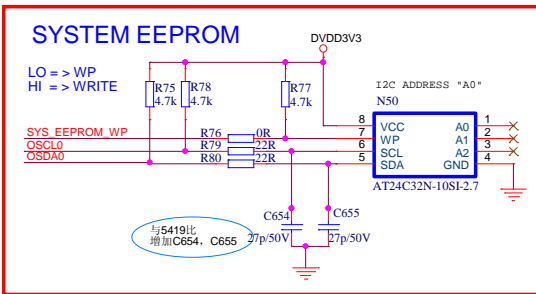 SYSTEM EEPROM
DVDD3V3
LO = > WP
HI = > WRITE
R75 R78
4.7k 4.7k
R77
4.7k
I2C ADDRESS "A0"
N50
SYS_EEPROM_WP
OSCL0
OSDA0
R76 0R
R79 22R
R80 22R
8 VCC A0 1
7 WP A1 2
6 SCL A2 3
5 SDA GND 4
AT24C32N-10SI-2.7
C654 C655
27p/50V 27p/50V
与5419比
增加C654，C655